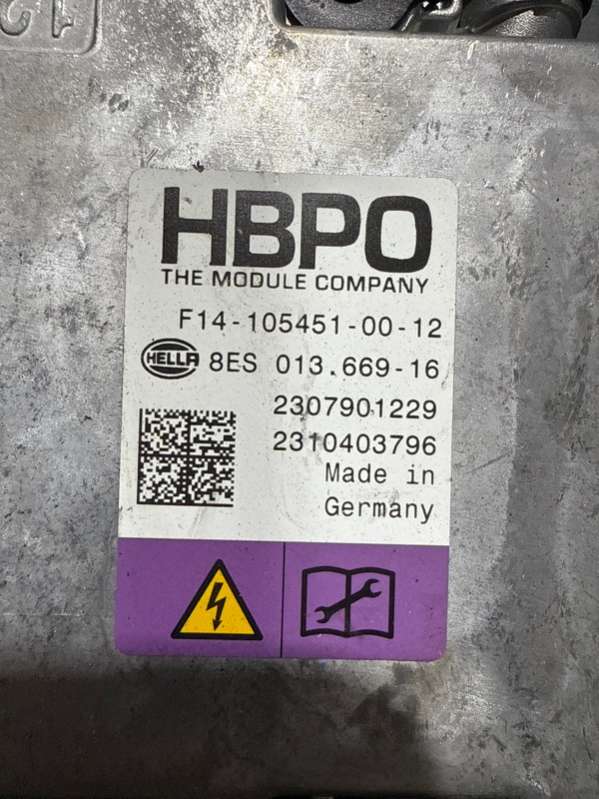 HBPO
THE MODULE COMPANY
F14-105451-00-12
HELLA 8ES 013.669-16
2307901229
2310403796
Made in
Germany